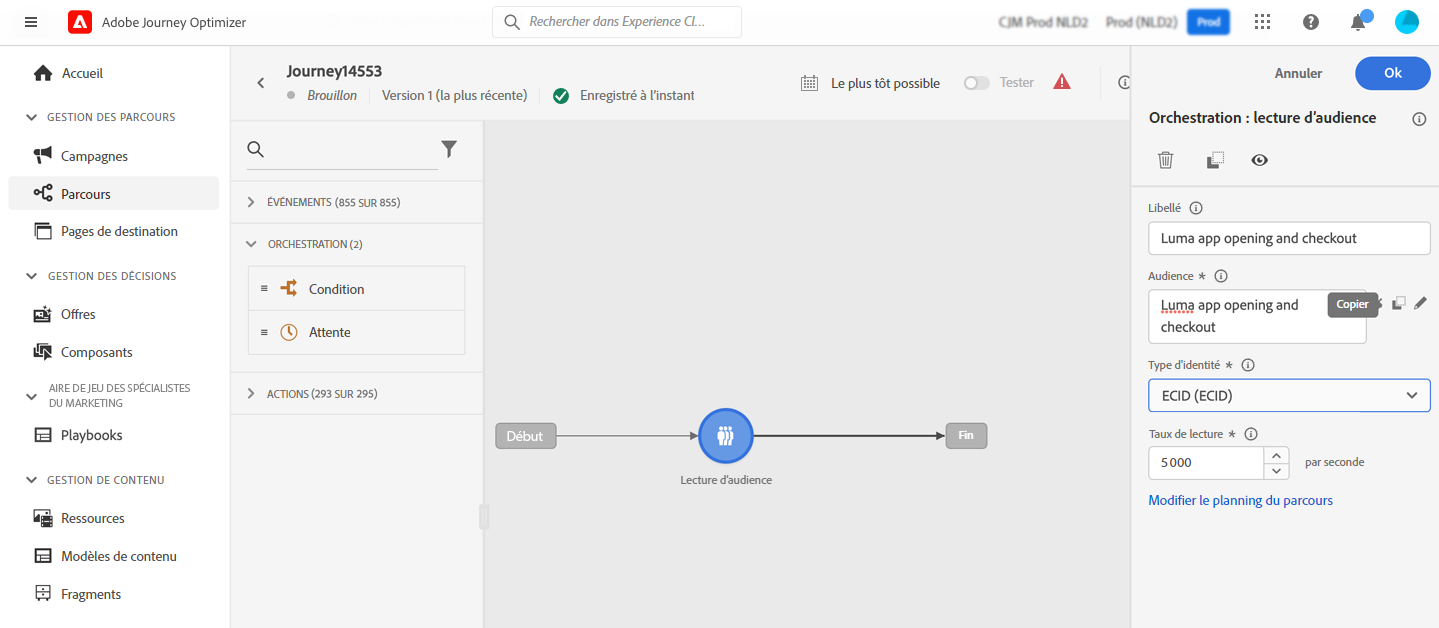 Adobe Journey Optimizer
Rechercher dans Experience Cl...
CJM Prod NLD2
Prod (NLD2)
Prod
Accueil
GESTION DES PARCOURS
Campagnes
Parcours
Pages de destination
GESTION DES DÉCISIONS
Offres
Composants
AIRE DE JEU DES SPÉCIALISTES
DU MARKETING
Playbooks
GESTION DE CONTENU
Ressources
Modèles de contenu
Fragments
Journey14553
Brouillon
Version 1 (la plus récente)
Enregistré à l'instant
Le plus tôt possible
Tester
ÉVÉNEMENTS (855 SUR 855)
ORCHESTRATION (2)
Condition
Attente
ACTIONS (293 SUR 295)
Début
Lecture d'audience
Fin
Annuler
Ok
Orchestration : lecture d'audience
Libellé
Luma app opening and checkout
Audience *
Luma app opening and
checkout
Copier
Type d'identité *
ECID (ECID)
Taux de lecture *
5 000
par seconde
Modifier le planning du parcours